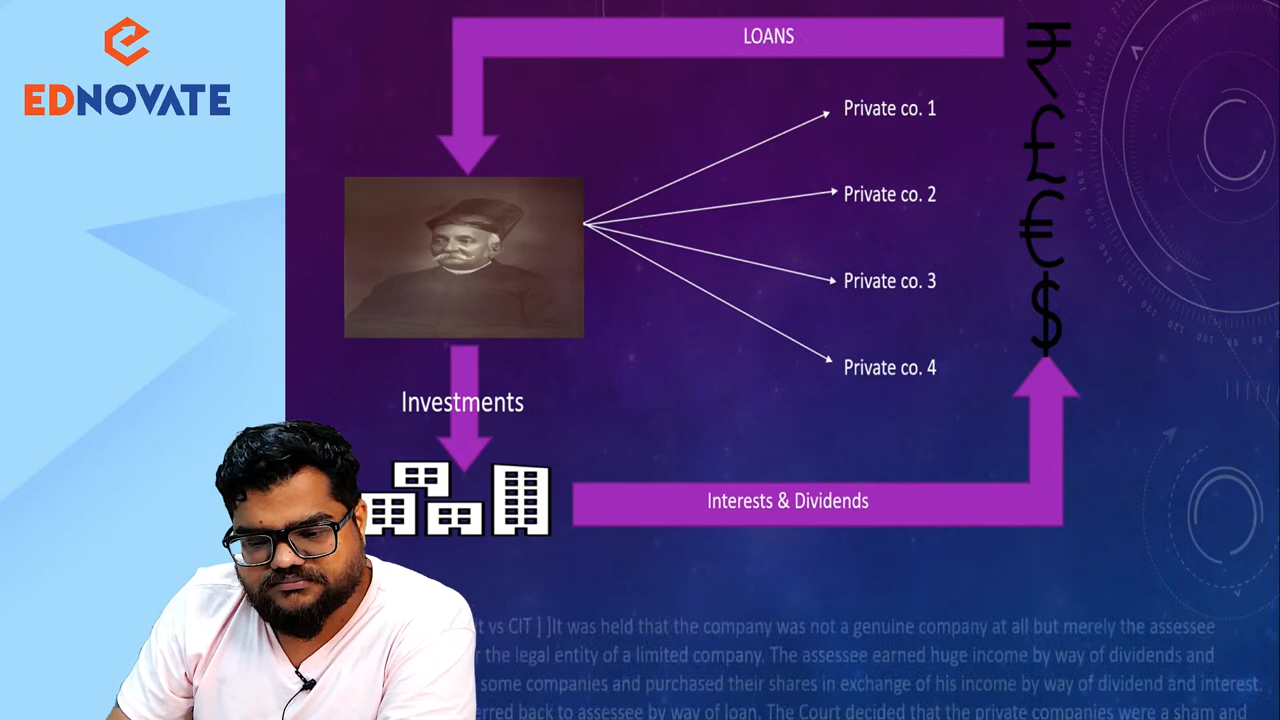 EDNOVATE
LOANS
Private co. 1
Private co. 2
Private co. 3
Private co. 4
Investments
Interests & Dividends
vs CIT ] ]It was held that the company was not a genuine company at all but merely the assessee
the legal entity of a limited company. The assessee earned huge income by way of dividends and
some companies and purchased their shares in exchange of his income by way of dividend and interest.
back to assessee by way of loan. The Court decided that the private companies were a sham and